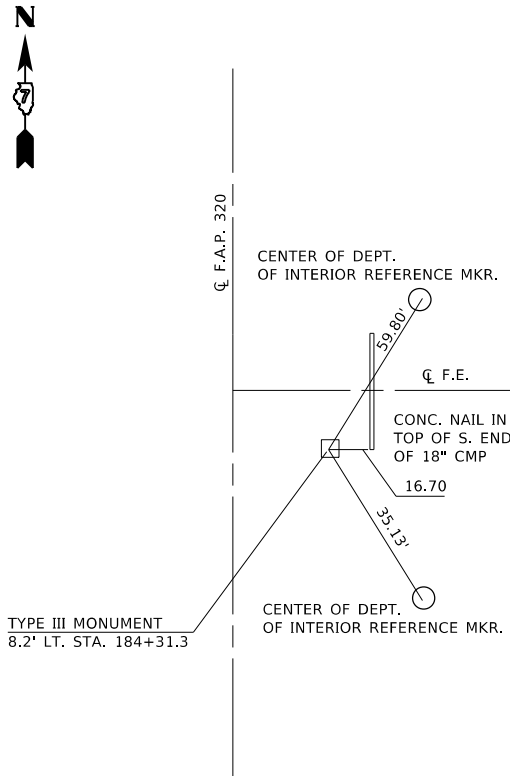 N
7
℄ F.A.P. 320
CENTER OF DEPT.
OF INTERIOR REFERENCE MKR.
59.80'
℄ F.E.
CONC. NAIL IN
TOP OF S. END
OF 18" CMP
16.70
35.13'
TYPE III MONUMENT
8.2' LT. STA. 184+31.3
CENTER OF DEPT.
OF INTERIOR REFERENCE MKR.